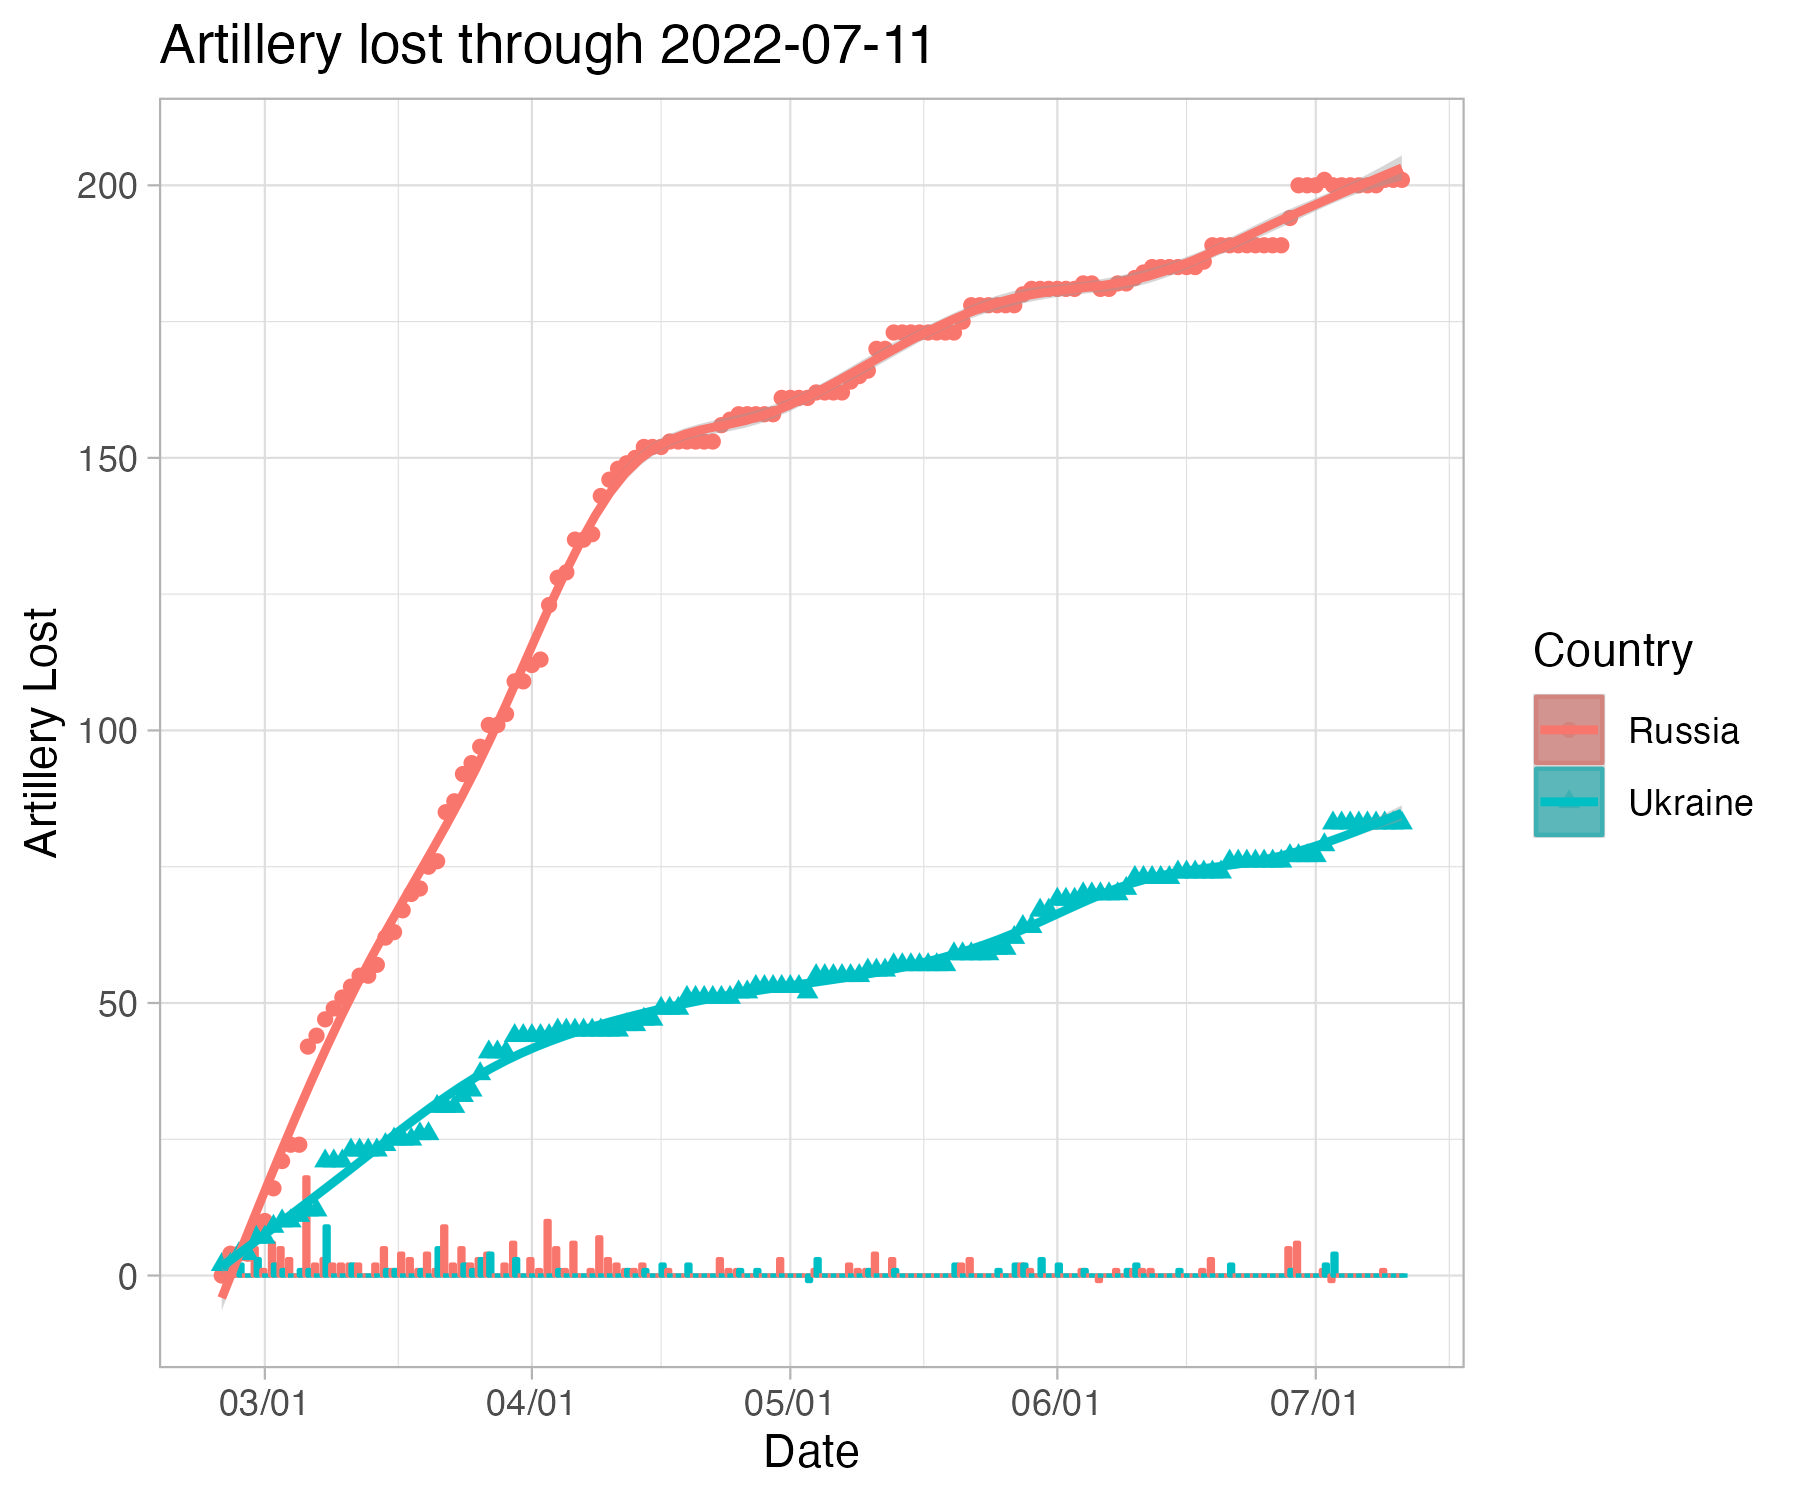 Artillery lost through 2022-07-11
Artillery Lost
200
150
100
50
0
03/01 04/01 05/01 06/01 07/01
Date
Country
Russia
Ukraine